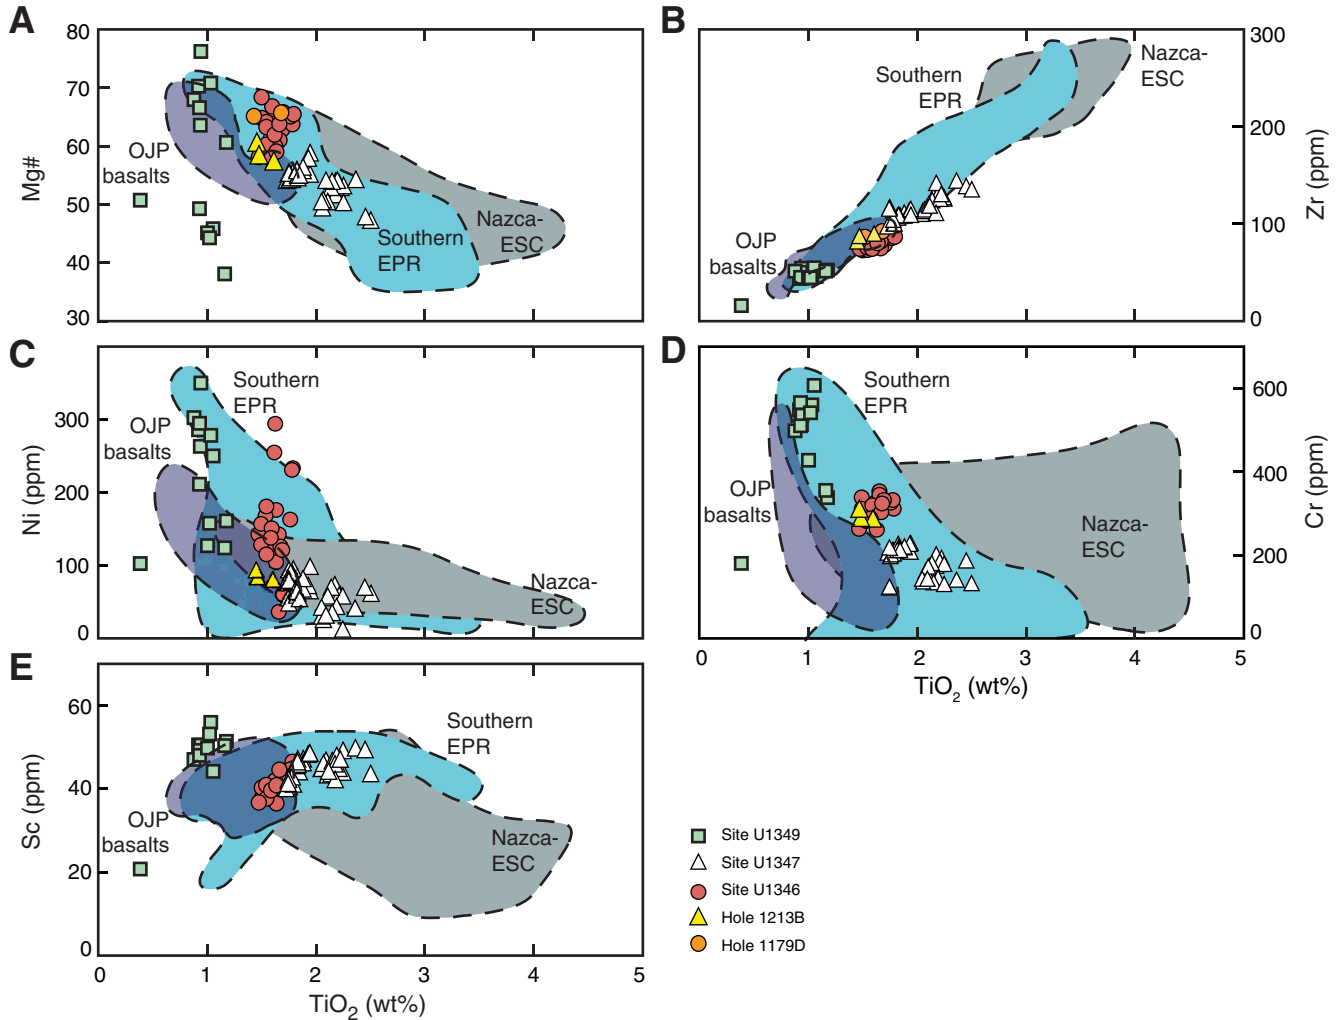 A
80
70
60
50
40
30
Mg#
OJP
basalts
Southern
EPR
Nazca-
ESC
B
300
200
100
0
Zr (ppm)
Southern
EPR
Nazca-
ESC
OJP
basalts
C
300
200
100
0
Ni (ppm)
Southern
EPR
OJP
basalts
Nazca-
ESC
D
600
400
200
0
Cr (ppm)
Southern
EPR
OJP
basalts
Nazca-
ESC
0 1 2 3 4 5
TiO2 (wt%)
E
60
40
20
0
Sc (ppm)
Southern
EPR
OJP
basalts
Nazca-
ESC
0 1 2 3 4 5
TiO2 (wt%)
Site U1349
Site U1347
Site U1346
Hole 1213B
Hole 1179D